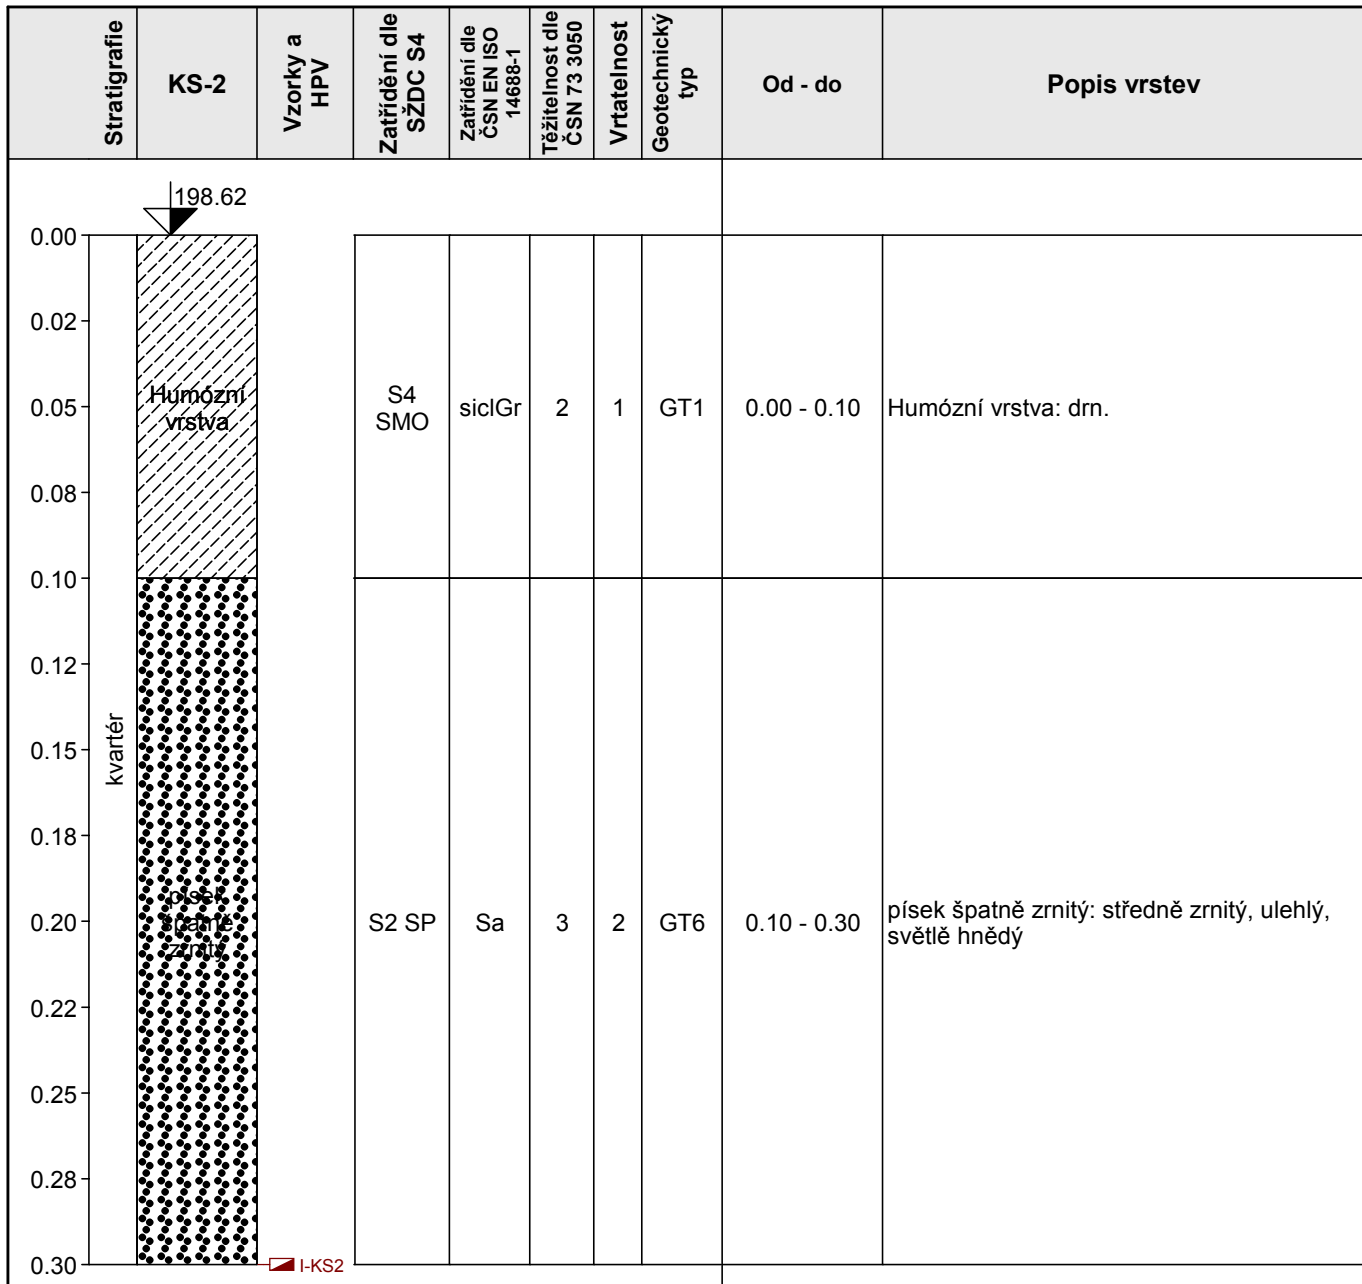 Stratigrafie
KS-2
Vzorky a
HPV
Zatřídění dle
SŽDC S4
Zatřídění dle
ČSN EN ISO
14688-1
Těžitelnost dle
ČSN 73 3050
Vrtatelnost
Geotechnický
typ
Od - do
Popis vrstev
198.62
0.00
0.02
0.05
0.08
0.10
0.12
0.15
0.18
0.20
0.22
0.25
0.28
0.30
kvartér
Humózní
vrstva
S4
SMO
siclGr
2
1
GT1
0.00 - 0.10
Humózní vrstva: drn.
písek
špatně
zrnitý
S2 SP
Sa
3
2
GT6
0.10 - 0.30
písek špatně zrnitý: středně zrnitý, ulehlý,
světlě hnědý
I-KS2